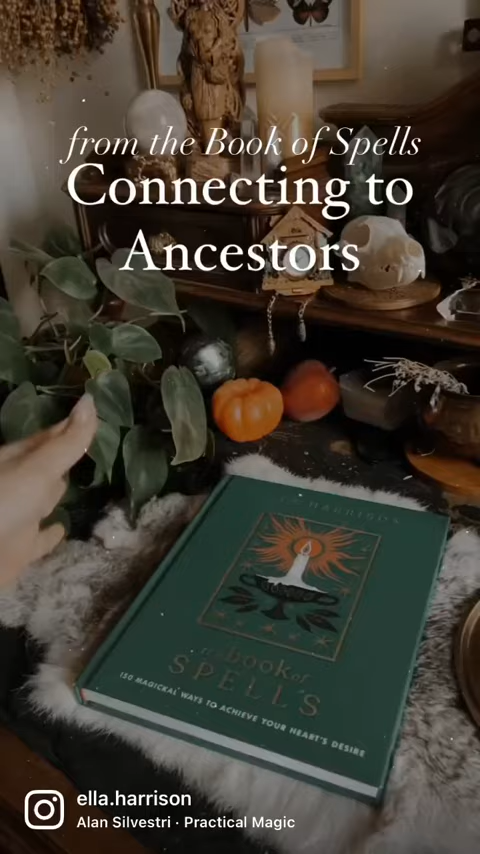 from the Book of Spells
Connecting to
Ancestors
HARRISON
the book of
SPELLS
150 MAGICKAL WAYS TO ACHIEVE YOUR HEART'S DESIRE
ella.harrison
Alan Silvestri · Practical Magic